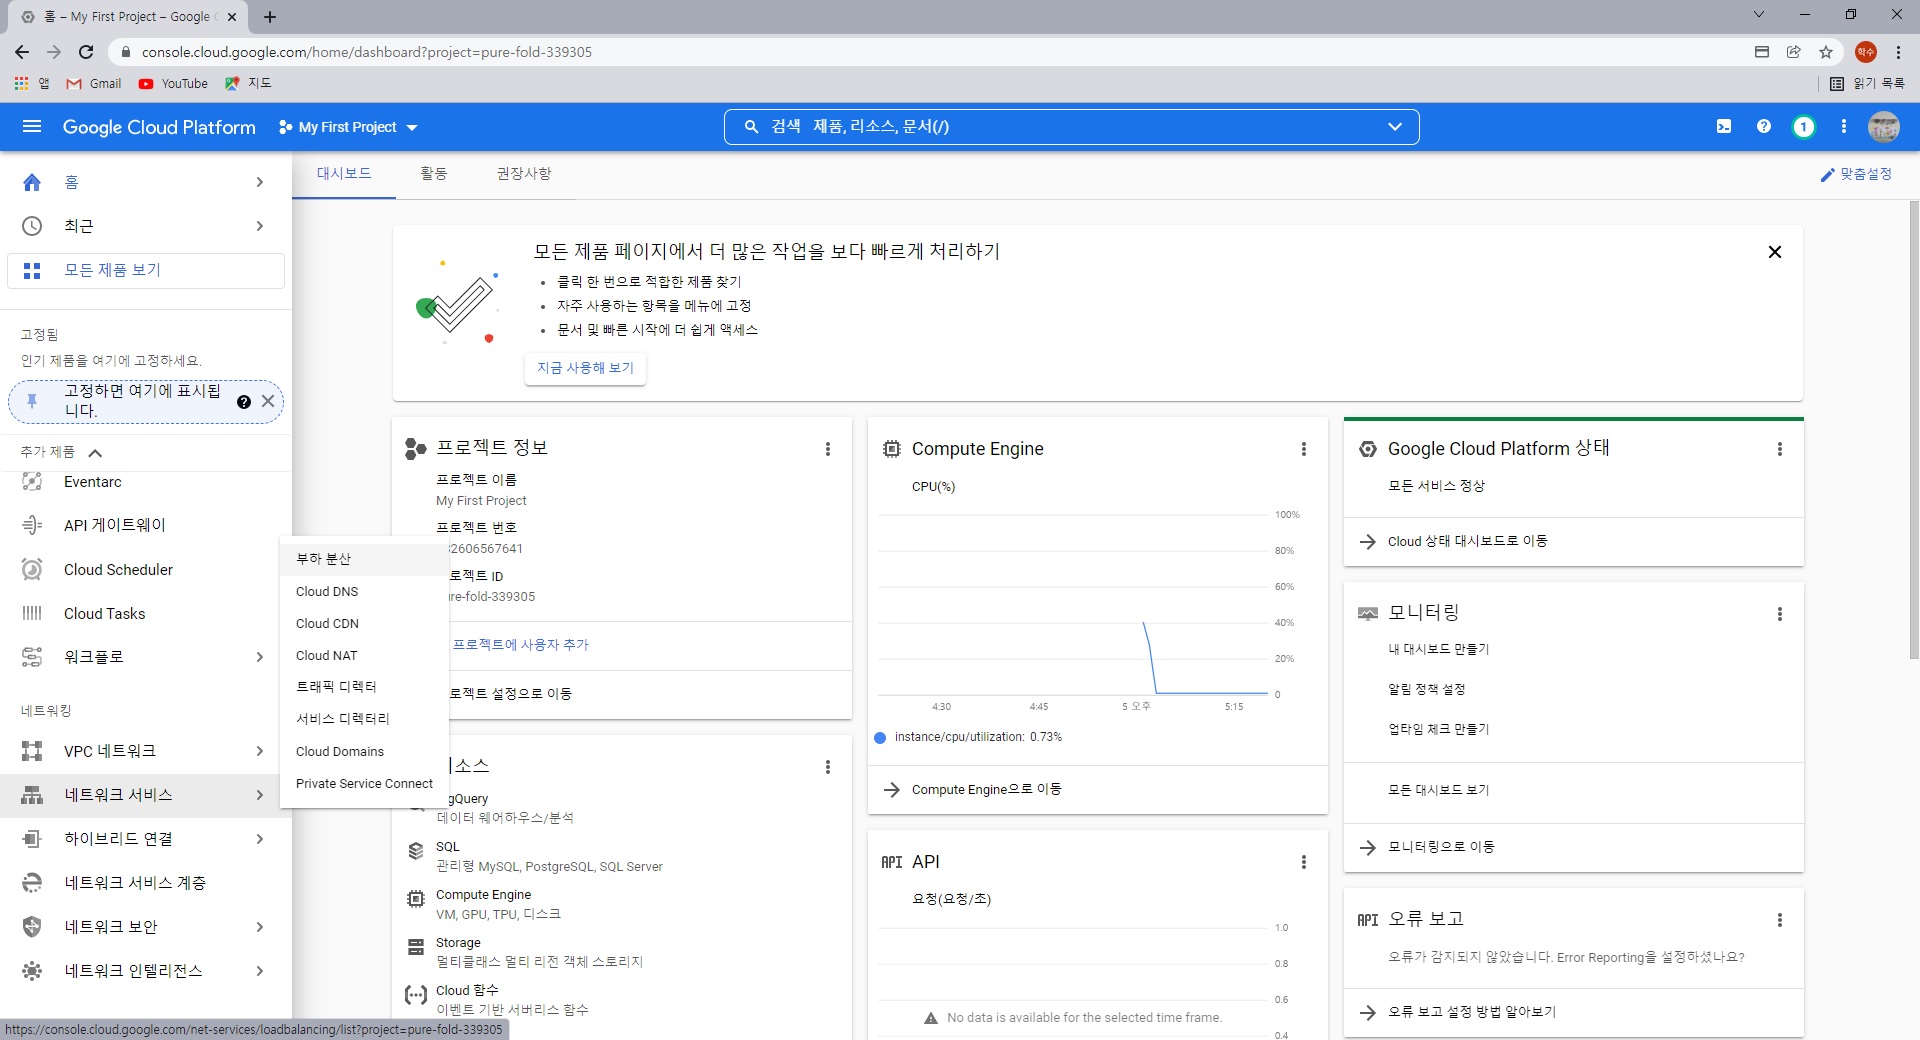 홈 – My First Project – Google C
console.cloud.google.com/home/dashboard?project=pure-fold-339305
학수
앱
Gmail
YouTube
지도
읽기 목록
Google Cloud Platform
My First Project
검색 제품, 리소스, 문서(/)
1
홈
최근
모든 제품 보기
고정됨
인기 제품을 여기에 고정하세요.
고정하면 여기에 표시됩
니다.
추가 제품
Eventarc
API 게이트웨이
Cloud Scheduler
Cloud Tasks
워크플로
네트워킹
VPC 네트워크
네트워크 서비스
하이브리드 연결
네트워크 서비스 계층
네트워크 보안
네트워크 인텔리전스
https://console.cloud.google.com/net-services/loadbalancing/list?project=pure-fold-339305
부하 분산
Cloud DNS
Cloud CDN
Cloud NAT
트래픽 디렉터
서비스 디렉터리
Cloud Domains
Private Service Connect
대시보드
활동
권장사항
맞춤설정
모든 제품 페이지에서 더 많은 작업을 보다 빠르게 처리하기
• 클릭 한 번으로 적합한 제품 찾기
• 자주 사용하는 항목을 메뉴에 고정
• 문서 및 빠른 시작에 더 쉽게 액세스
지금 사용해 보기
프로젝트 정보
프로젝트 이름
My First Project
프로젝트 번호
2606567641
로젝트 ID
re-fold-339305
프로젝트에 사용자 추가
로젝트 설정으로 이동
소스
gQuery
데이터 웨어하우스/분석
SQL
관리형 MySQL, PostgreSQL, SQL Server
Compute Engine
VM, GPU, TPU, 디스크
Storage
멀티클래스 멀티 리전 객체 스토리지
Cloud 함수
이벤트 기반 서버리스 함수
Compute Engine
CPU(%)
100%
80%
60%
40%
20%
0
4:30 4:45 5 오후 5:15
instance/cpu/utilization: 0.73%
Compute Engine으로 이동
API API
요청(요청/초)
1.0
0.8
0.6
0.4
No data is available for the selected time frame.
Google Cloud Platform 상태
모든 서비스 정상
Cloud 상태 대시보드로 이동
모니터링
내 대시보드 만들기
알림 정책 설정
업타임 체크 만들기
모든 대시보드 보기
모니터링으로 이동
API 오류 보고
오류가 감지되지 않았습니다. Error Reporting을 설정하셨나요?
오류 보고 설정 방법 알아보기